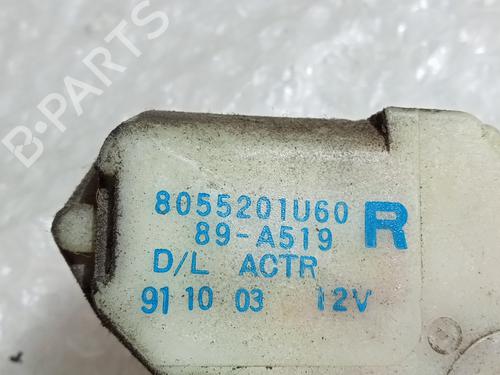 B-PARTS
8055201U60
89-A519 R
D/L ACTR
91 10 03 12V